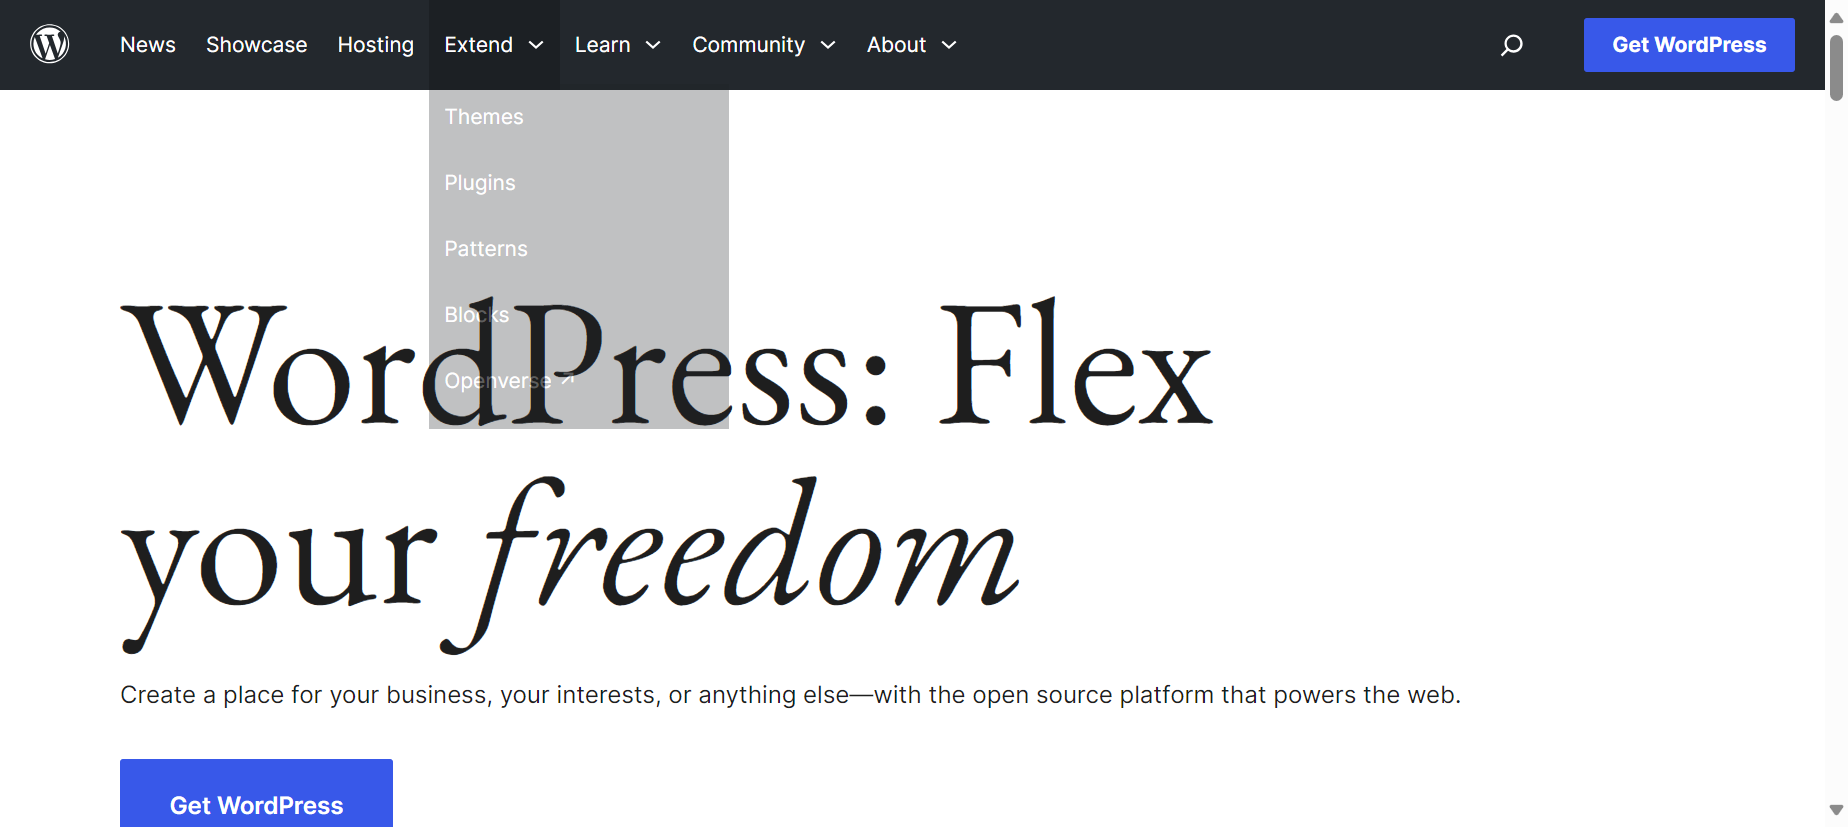 News Showcase Hosting Extend Learn Community About Get WordPress
Themes
Plugins
Patterns
Blocks
Openverse ↗
WordPress: Flex
your freedom
Create a place for your business, your interests, or anything else—with the open source platform that powers the web.
Get WordPress